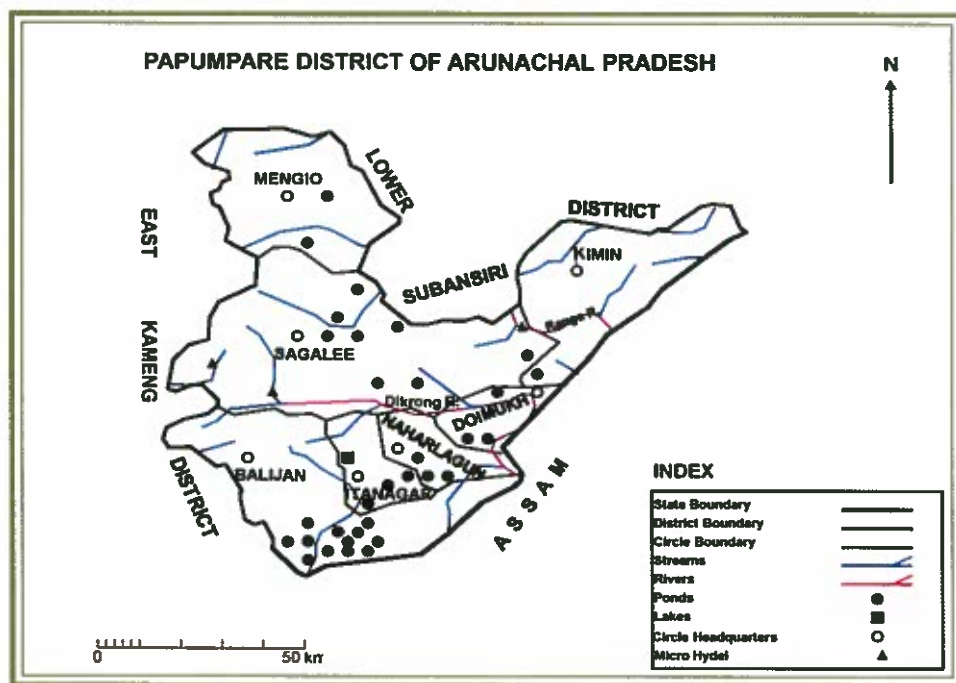 PAPUMPARE DISTRICT OF ARUNACHAL PRADESH
N
MENGIO
LOWER
EAST
DISTRICT
KIMIN
SUBANSIRI
KAMENG
SAGALEE
Dikrong R.
DOIMUKH
NAHARLAGUN
BALIJAN
ITANAGAR
DISTRICT
ASSAM
INDEX
State Boundary
District Boundary
Circle Boundary
Streams
Rivers
Ponds
Lakes
Circle Headquarters
Micro Hydel
0 50 km